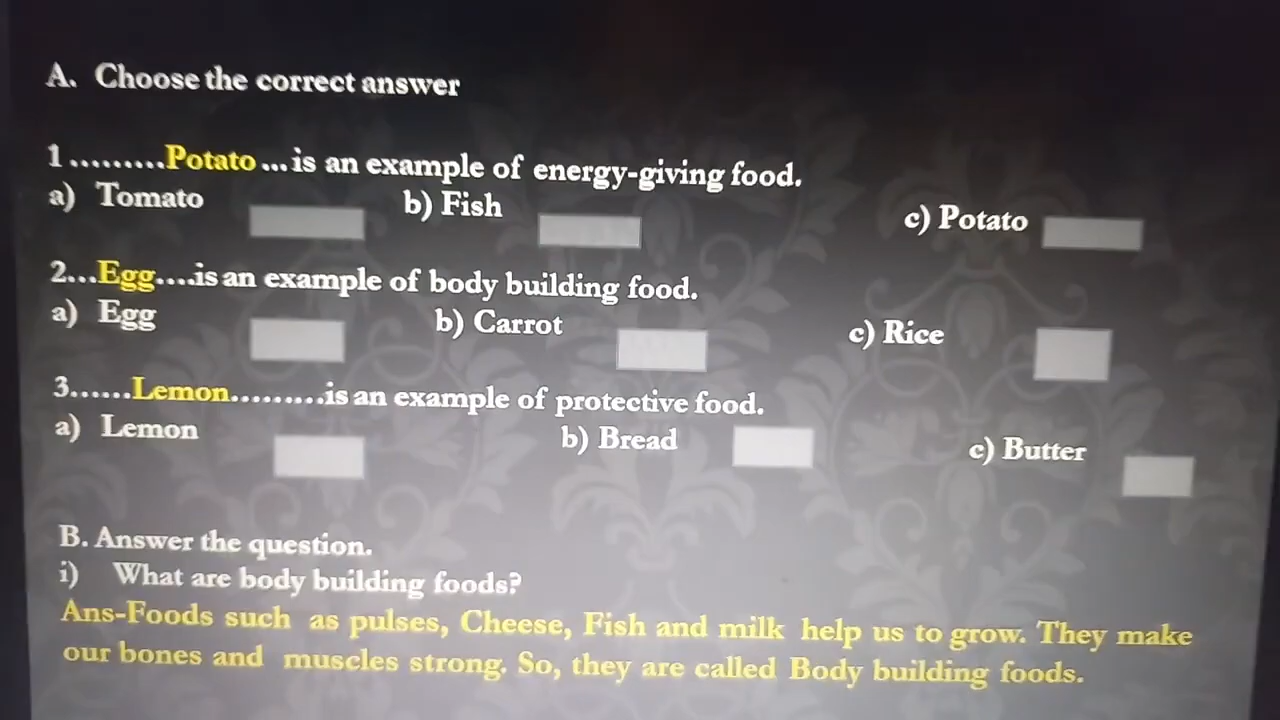 A. Choose the correct answer
1.........Potato...is an example of energy-giving food.
a) Tomato b) Fish c) Potato
2...Egg....is an example of body building food.
a) Egg b) Carrot c) Rice
3......Lemon.........is an example of protective food.
a) Lemon b) Bread c) Butter
B. Answer the question.
i) What are body building foods?
Ans-Foods such as pulses, Cheese, Fish and milk help us to grow. They make
our bones and muscles strong. So, they are called Body building foods.